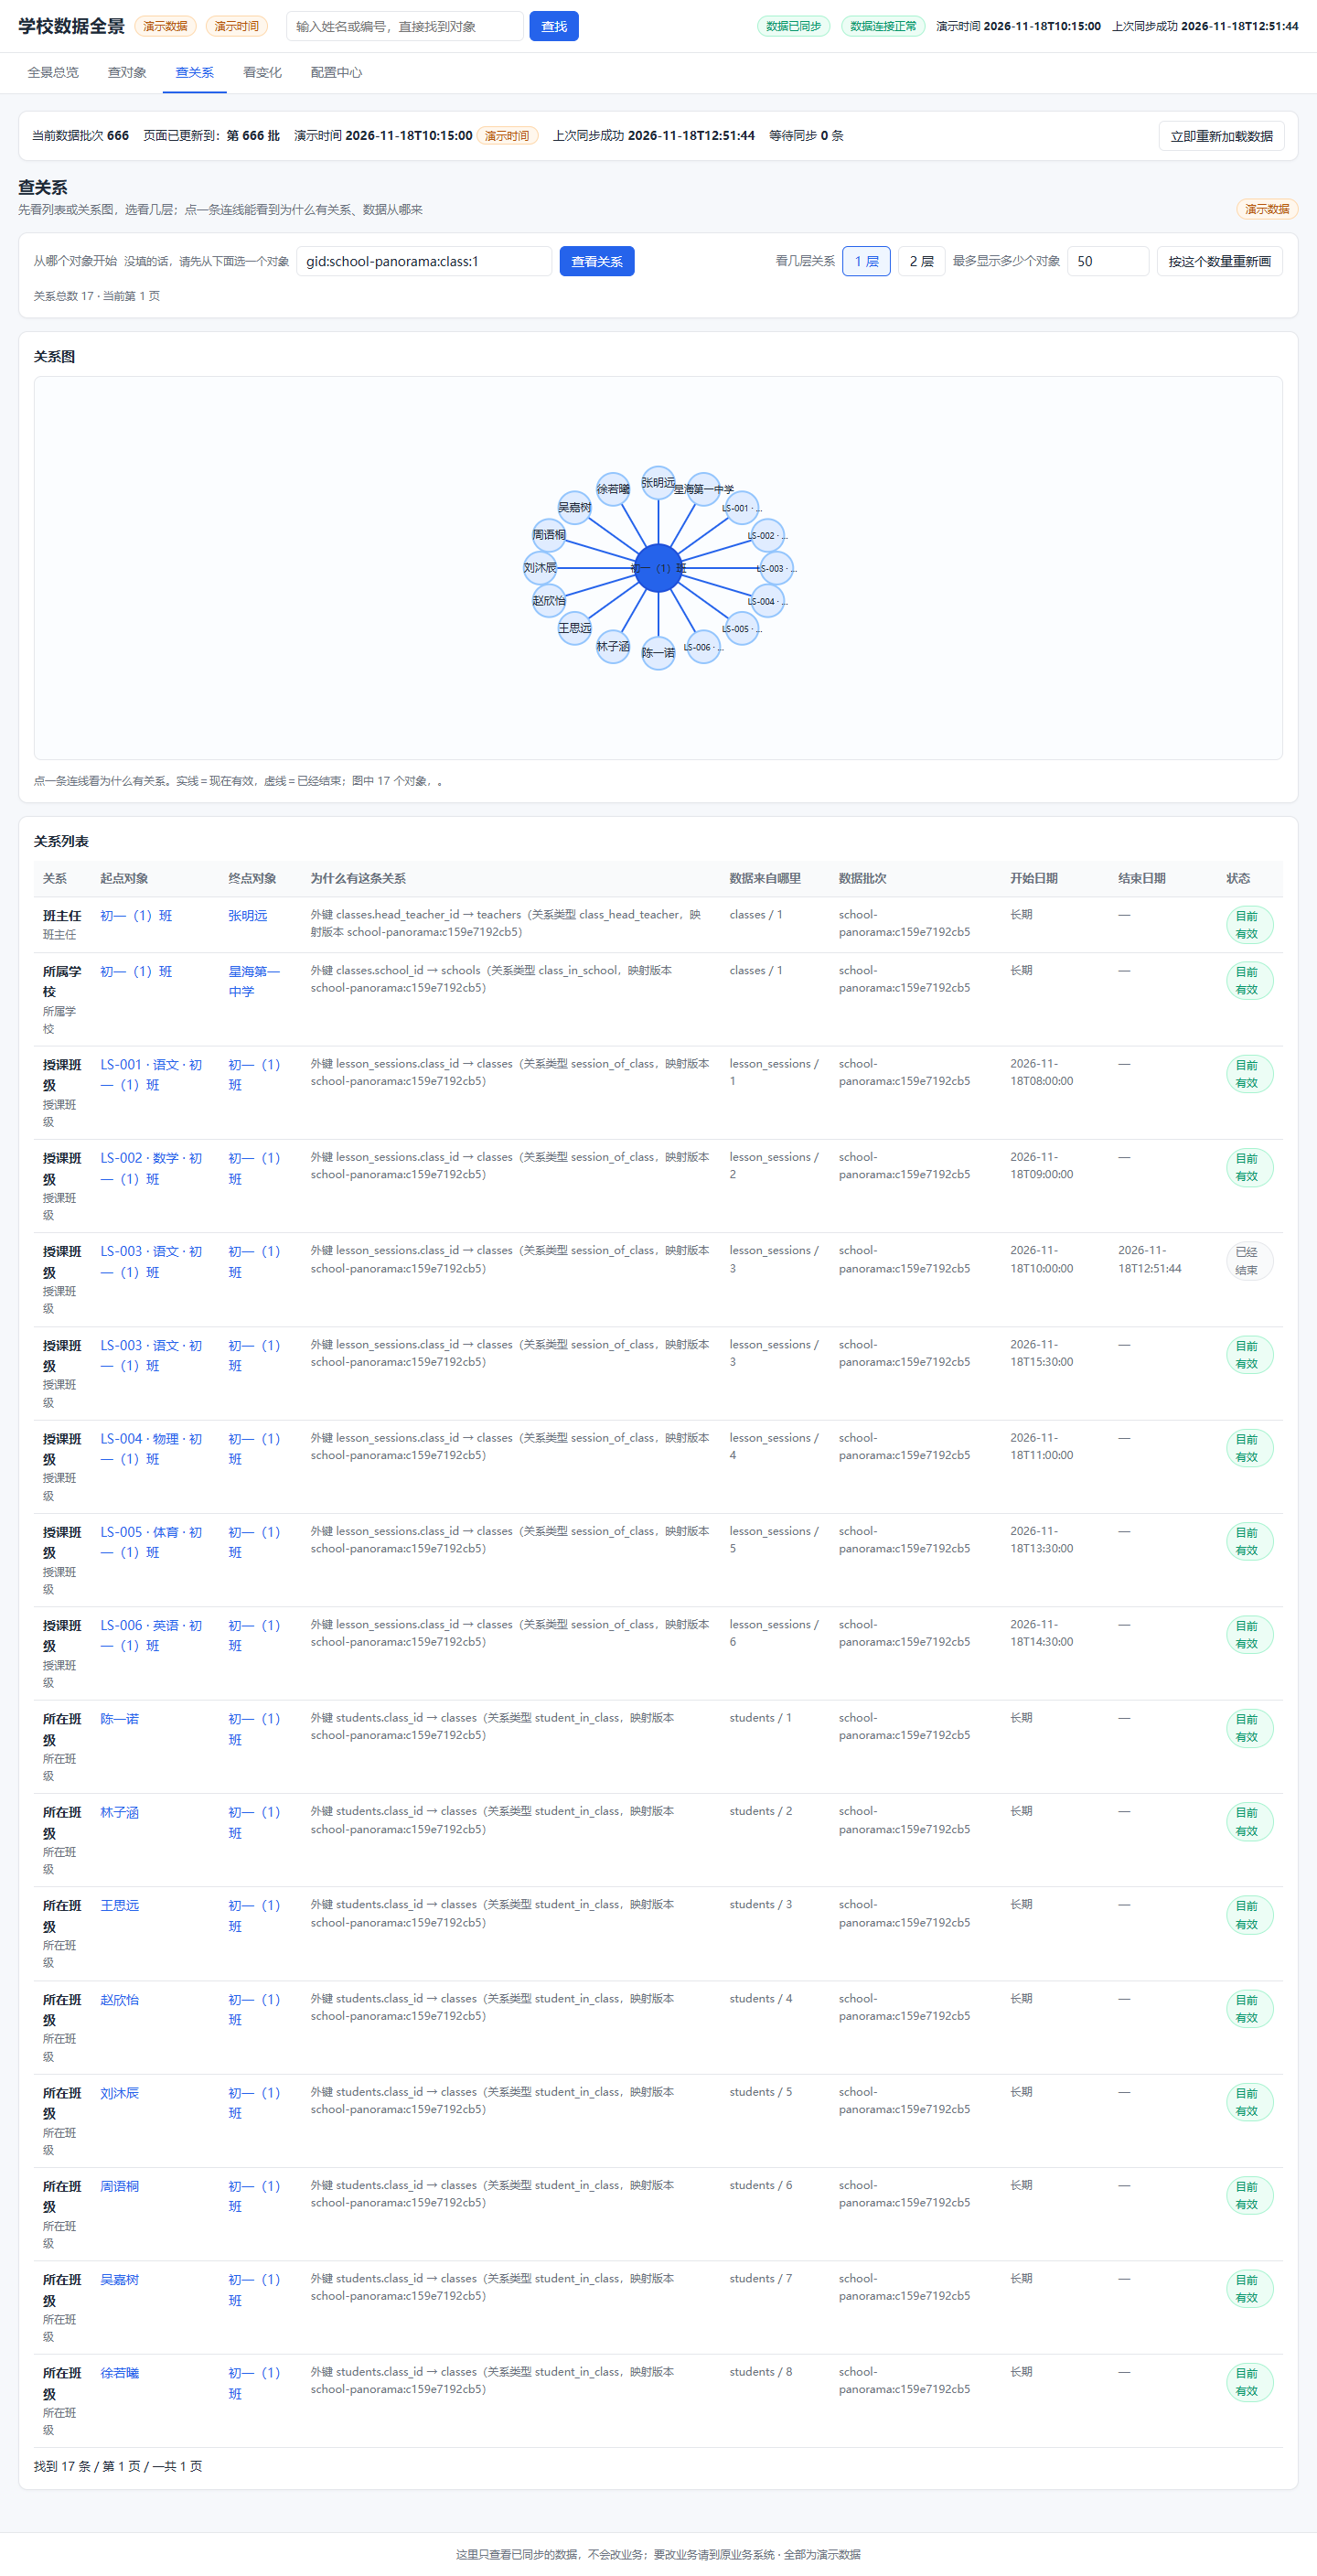 学校数据全景 演示数据 演示时间 输入姓名或编号，直接找到对象 查找 数据已同步 数据连接正常 演示时间 2026-11-18T10:15:00 上次同步成功 2026-11-18T12:51:44
全景总览 查对象 查关系 看变化 配置中心
当前数据批次 666 页面已更新到：第 666 批 演示时间 2026-11-18T10:15:00 演示时间 上次同步成功 2026-11-18T12:51:44 等待同步 0 条 立即重新加载数据
查关系
先看列表或关系图，选看几层；点一条连线能看到为什么有关系、数据从哪来 演示数据
从哪个对象开始 没填的话，请先从下面选一个对象 gid:school-panorama:class:1 查看关系 看几层关系 1 层 2 层 最多显示多少个对象 50 按这个数量重新画
关系总数 17 · 当前第 1 页
关系图
张明远
徐若曦 星海第一中学
吴嘉树 LS-001 · ...
周语桐 LS-002 · ...
刘沐辰 初一（1）班 LS-003 · ...
赵欣怡 LS-004 · ...
王思远 LS-005 · ...
林子涵 LS-006 · ...
陈一诺
点一条连线看为什么有关系。实线 = 现在有效，虚线 = 已经结束；图中 17 个对象，。
关系列表
关系 起点对象 终点对象 为什么有这条关系 数据来自哪里 数据批次 开始日期 结束日期 状态
班主任 初一（1）班 张明远 外键 classes.head_teacher_id → teachers（关系类型 class_head_teacher，映 classes / 1 school- 长期 — 目前
班主任 射版本 school-panorama:c159e7192cb5） panorama:c159e7192cb5 有效
所属学 初一（1）班 星海第一 外键 classes.school_id → schools（关系类型 class_in_school，映射版本 classes / 1 school- 长期 — 目前
校 中学 school-panorama:c159e7192cb5） panorama:c159e7192cb5 有效
所属学
校
授课班 LS-001 · 语文 · 初 初一（1） 外键 lesson_sessions.class_id → classes（关系类型 session_of_class，映射版本 lesson_sessions / school- 2026-11- — 目前
级 一（1）班 班 school-panorama:c159e7192cb5） 1 panorama:c159e7192cb5 18T08:00:00 有效
授课班
级
授课班 LS-002 · 数学 · 初 初一（1） 外键 lesson_sessions.class_id → classes（关系类型 session_of_class，映射版本 lesson_sessions / school- 2026-11- — 目前
级 一（1）班 班 school-panorama:c159e7192cb5） 2 panorama:c159e7192cb5 18T09:00:00 有效
授课班
级
授课班 LS-003 · 语文 · 初 初一（1） 外键 lesson_sessions.class_id → classes（关系类型 session_of_class，映射版本 lesson_sessions / school- 2026-11- 2026-11- 已经
级 一（1）班 班 school-panorama:c159e7192cb5） 3 panorama:c159e7192cb5 18T10:00:00 18T12:51:44 结束
授课班
级
授课班 LS-003 · 语文 · 初 初一（1） 外键 lesson_sessions.class_id → classes（关系类型 session_of_class，映射版本 lesson_sessions / school- 2026-11- — 目前
级 一（1）班 班 school-panorama:c159e7192cb5） 3 panorama:c159e7192cb5 18T15:30:00 有效
授课班
级
授课班 LS-004 · 物理 · 初 初一（1） 外键 lesson_sessions.class_id → classes（关系类型 session_of_class，映射版本 lesson_sessions / school- 2026-11- — 目前
级 一（1）班 班 school-panorama:c159e7192cb5） 4 panorama:c159e7192cb5 18T11:00:00 有效
授课班
级
授课班 LS-005 · 体育 · 初 初一（1） 外键 lesson_sessions.class_id → classes（关系类型 session_of_class，映射版本 lesson_sessions / school- 2026-11- — 目前
级 一（1）班 班 school-panorama:c159e7192cb5） 5 panorama:c159e7192cb5 18T13:30:00 有效
授课班
级
授课班 LS-006 · 英语 · 初 初一（1） 外键 lesson_sessions.class_id → classes（关系类型 session_of_class，映射版本 lesson_sessions / school- 2026-11- — 目前
级 一（1）班 班 school-panorama:c159e7192cb5） 6 panorama:c159e7192cb5 18T14:30:00 有效
授课班
级
所在班 陈一诺 初一（1） 外键 students.class_id → classes（关系类型 student_in_class，映射版本 students / 1 school- 长期 — 目前
级 班 school-panorama:c159e7192cb5） panorama:c159e7192cb5 有效
所在班
级
所在班 林子涵 初一（1） 外键 students.class_id → classes（关系类型 student_in_class，映射版本 students / 2 school- 长期 — 目前
级 班 school-panorama:c159e7192cb5） panorama:c159e7192cb5 有效
所在班
级
所在班 王思远 初一（1） 外键 students.class_id → classes（关系类型 student_in_class，映射版本 students / 3 school- 长期 — 目前
级 班 school-panorama:c159e7192cb5） panorama:c159e7192cb5 有效
所在班
级
所在班 赵欣怡 初一（1） 外键 students.class_id → classes（关系类型 student_in_class，映射版本 students / 4 school- 长期 — 目前
级 班 school-panorama:c159e7192cb5） panorama:c159e7192cb5 有效
所在班
级
所在班 刘沐辰 初一（1） 外键 students.class_id → classes（关系类型 student_in_class，映射版本 students / 5 school- 长期 — 目前
级 班 school-panorama:c159e7192cb5） panorama:c159e7192cb5 有效
所在班
级
所在班 周语桐 初一（1） 外键 students.class_id → classes（关系类型 student_in_class，映射版本 students / 6 school- 长期 — 目前
级 班 school-panorama:c159e7192cb5） panorama:c159e7192cb5 有效
所在班
级
所在班 吴嘉树 初一（1） 外键 students.class_id → classes（关系类型 student_in_class，映射版本 students / 7 school- 长期 — 目前
级 班 school-panorama:c159e7192cb5） panorama:c159e7192cb5 有效
所在班
级
所在班 徐若曦 初一（1） 外键 students.class_id → classes（关系类型 student_in_class，映射版本 students / 8 school- 长期 — 目前
级 班 school-panorama:c159e7192cb5） panorama:c159e7192cb5 有效
所在班
级
找到 17 条 / 第 1 页 / 一共 1 页
这里只查看已同步的数据，不会改业务；要改业务请到原业务系统 · 全部为演示数据